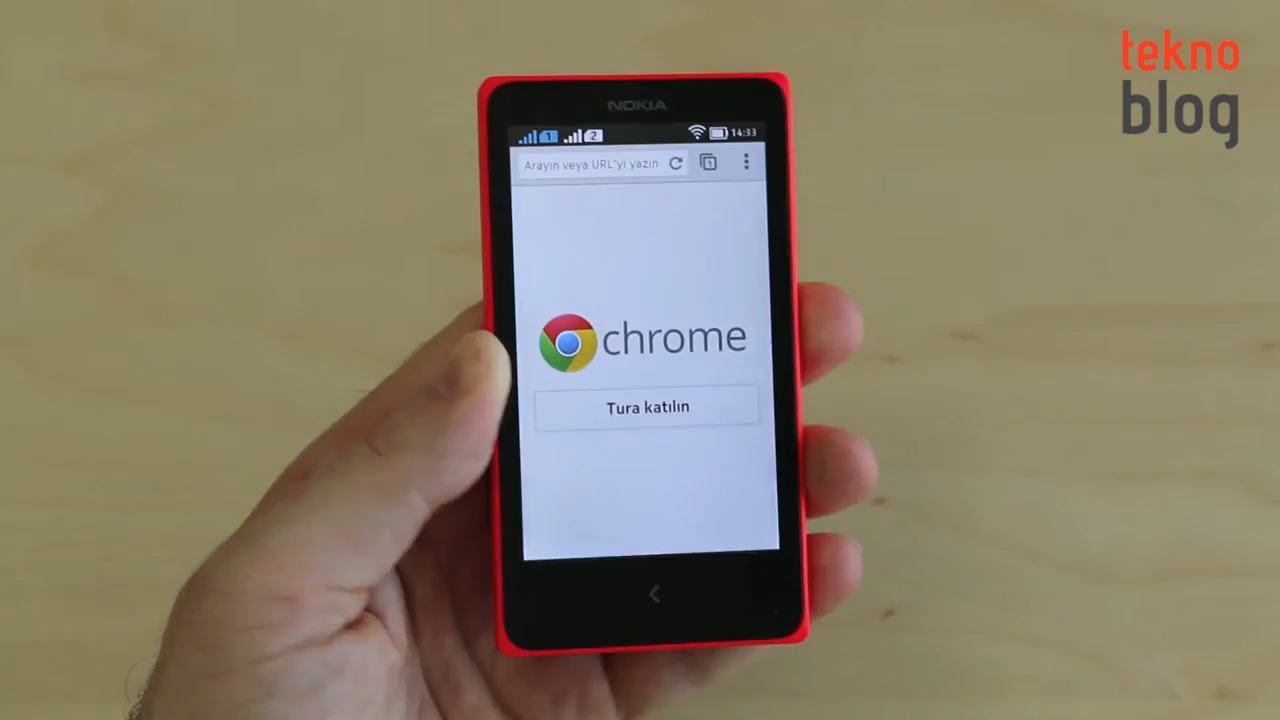 tekno
blog
NOKIA
1 2 14:33
Arayın veya URL'yi yazın 1
chrome
Tura katılın